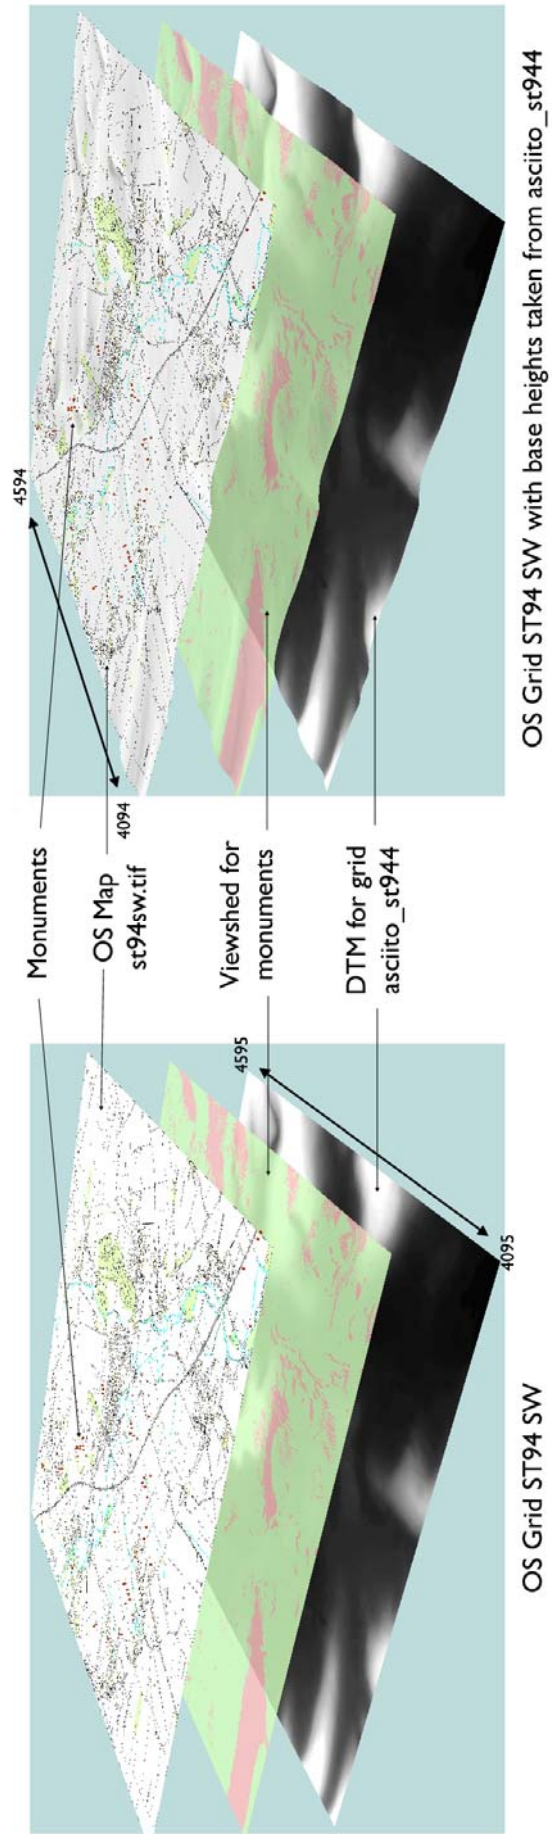 Monuments
OS Map
st94sw.tif
Viewshed for
monuments
DTM for grid
asciito_st944
4595
4095
4594
4094
OS Grid ST94 SW
OS Grid ST94 SW with base heights taken from asciito_st944